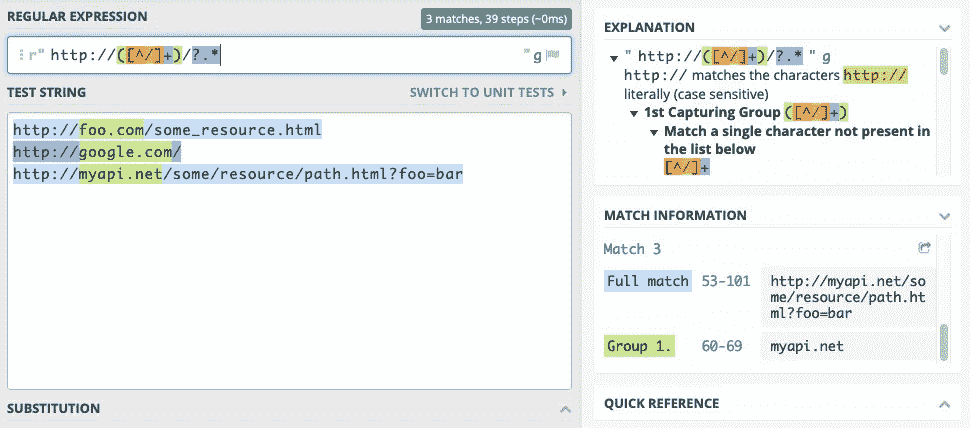 REGULAR EXPRESSION
3 matches, 39 steps (~0ms)
r" http://([^/]+)/?.* " g
TEST STRING
SWITCH TO UNIT TESTS
http://foo.com/some_resource.html
http://google.com/
http://myapi.net/some/resource/path.html?foo=bar
SUBSTITUTION
EXPLANATION
" http://([^/]+)/?.* " g
http:// matches the characters http://
literally (case sensitive)
1st Capturing Group ([^/]+)
Match a single character not present in
the list below
[^/]+
MATCH INFORMATION
Match 3
Full match 53-101 http://myapi.net/so
me/resource/path.ht
ml?foo=bar
Group 1. 60-69 myapi.net
QUICK REFERENCE